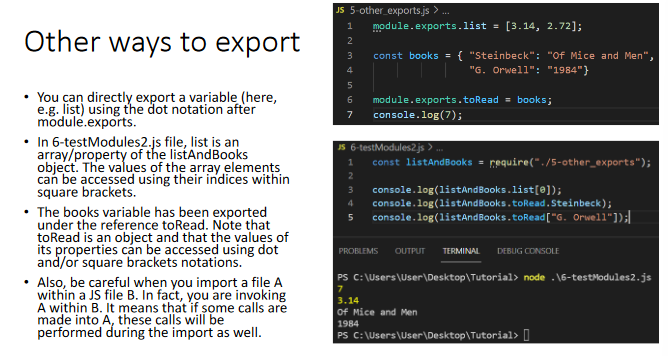 Other ways to export
• You can directly export a variable (here,
e.g. list) using the dot notation after
module.exports.
• In 6-testModules2.js file, list is an
array/property of the listAndBooks
object. The values of the array elements
can be accessed using their indices within
square brackets.
• The books variable has been exported
under the reference toRead. Note that
toRead is an object and that the values of
its properties can be accessed using dot
and/or square brackets notations.
• Also, be careful when you import a file A
within a JS file B. In fact, you are invoking
A within B. It means that if some calls are
made into A, these calls will be
performed during the import as well.
JS 5-other_exports.js > ...
1 module.exports.list = [3.14, 2.72];
2
3 const books = { "Steinbeck": "Of Mice and Men",
4 "G. Orwell": "1984"}
5
6 module.exports.toRead = books;
7 console.log(7);
JS 6-testModules2.js > ...
1 const listAndBooks = require("./5-other_exports");
2
3 console.log(listAndBooks.list[0]);
4 console.log(listAndBooks.toRead.Steinbeck);
5 console.log(listAndBooks.toRead["G. Orwell"]);
PROBLEMS OUTPUT TERMINAL DEBUG CONSOLE
PS C:\Users\User\Desktop\Tutorial> node .\6-testModules2.js
7
3.14
Of Mice and Men
1984
PS C:\Users\User\Desktop\Tutorial>